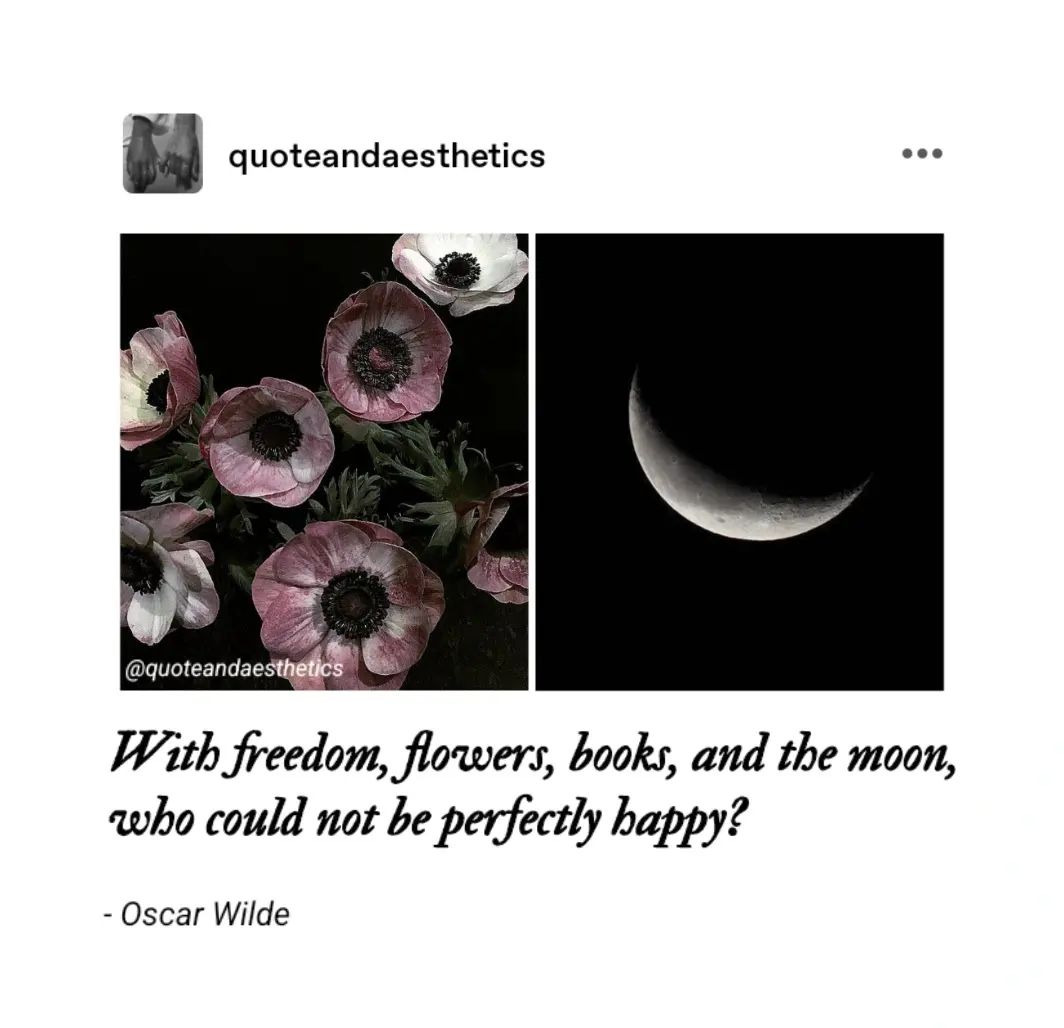 quoteandaesthetics
@quoteandaesthetics
With freedom, flowers, books, and the moon,
who could not be perfectly happy?
- Oscar Wilde